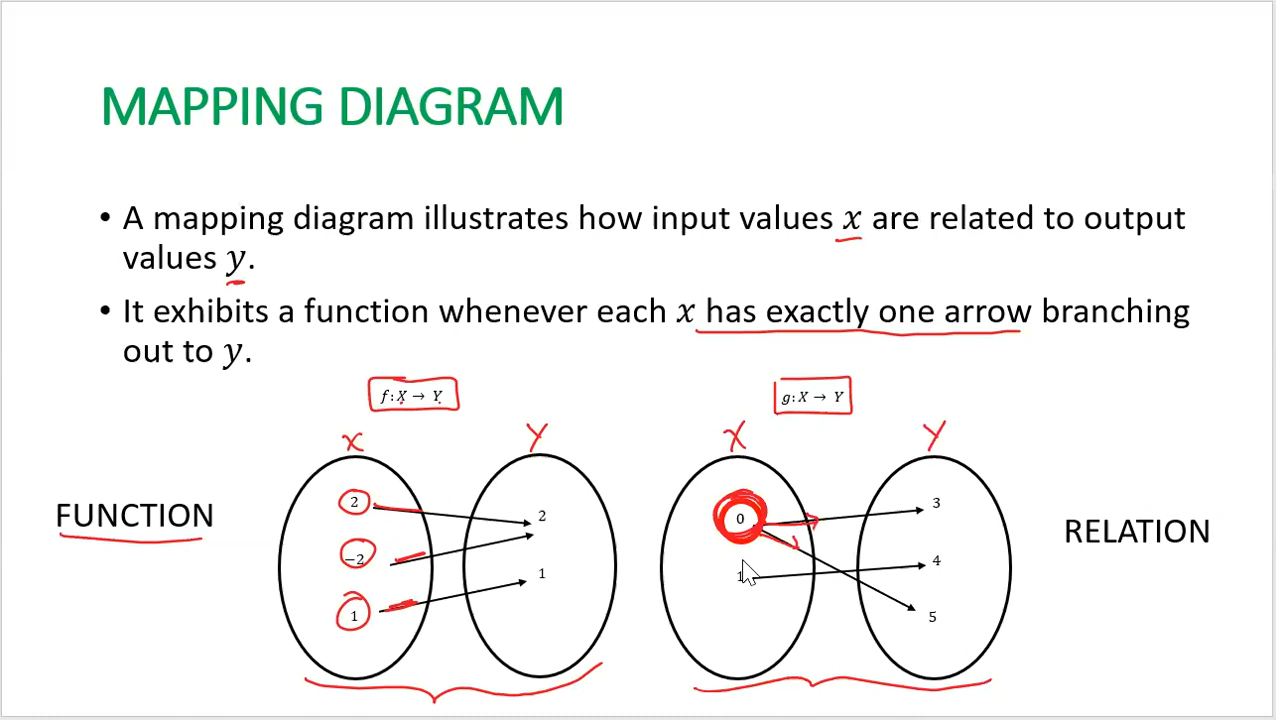 MAPPING DIAGRAM
• A mapping diagram illustrates how input values x are related to output
values y.
• It exhibits a function whenever each x has exactly one arrow branching
out to y.
f: X → Y
g: X → Y
X
Y
X
Y
FUNCTION
2
−2
1
2
1
0
1
3
4
5
RELATION